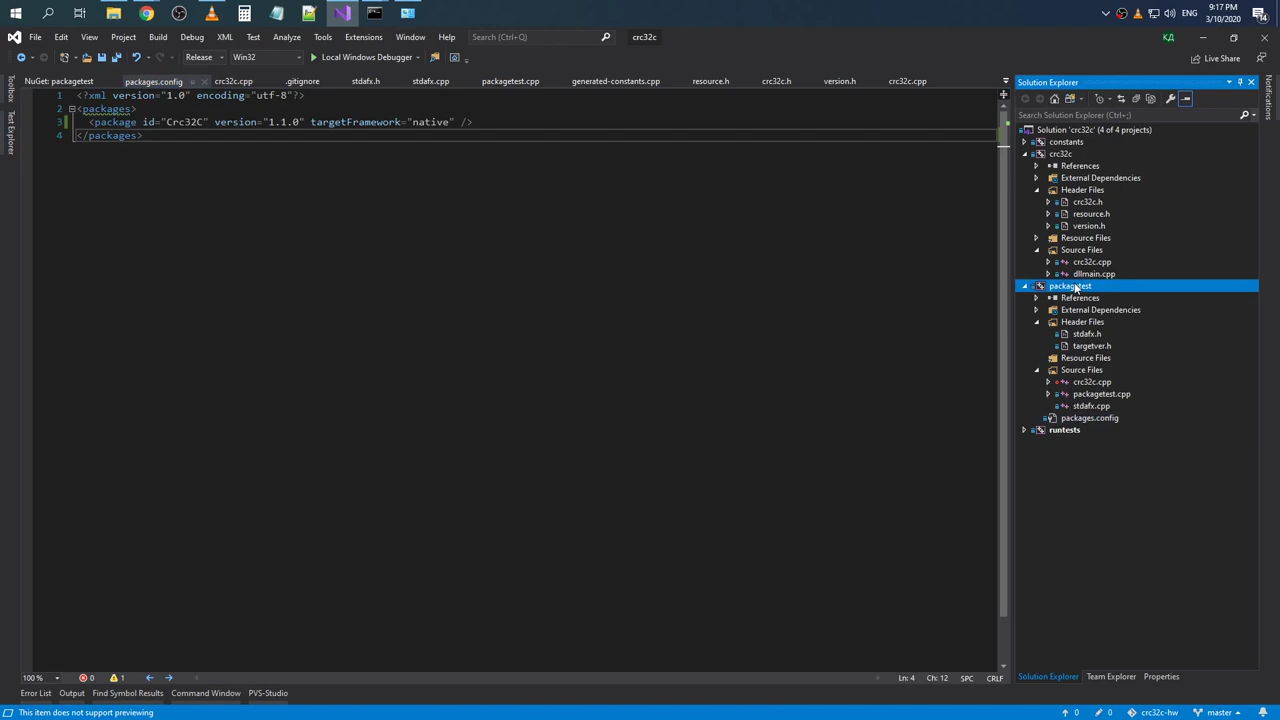 9:17 PM
ENG
3/10/2020
14
File Edit View Project Build Debug XML Test Analyze Tools Extensions Window Help Search (Ctrl+Q) crc32c КД
Release Win32 Local Windows Debugger Live Share
NuGet: packagetest packages.config crc32c.cpp .gitignore stdafx.h stdafx.cpp packagetest.cpp generated-constants.cpp resource.h crc32c.h version.h crc32c.cpp
Toolbox
Test Explorer
Notifications
1 <?xml version="1.0" encoding="utf-8"?>
2 <packages>
3 <package id="Crc32C" version="1.1.0" targetFramework="native" />
4 </packages>
Solution Explorer
Search Solution Explorer (Ctrl+;)
Solution 'crc32c' (4 of 4 projects)
constants
crc32c
References
External Dependencies
Header Files
crc32c.h
resource.h
version.h
Resource Files
Source Files
crc32c.cpp
dllmain.cpp
packagetest
References
External Dependencies
Header Files
stdafx.h
targetver.h
Resource Files
Source Files
crc32c.cpp
packagetest.cpp
stdafx.cpp
packages.config
runtests
100 % 0 1 Ln: 4 Ch: 12 SPC CRLF
Solution Explorer Team Explorer Properties
Error List Output Find Symbol Results Command Window PVS-Studio
This item does not support previewing 0 0 crc32c-hw master